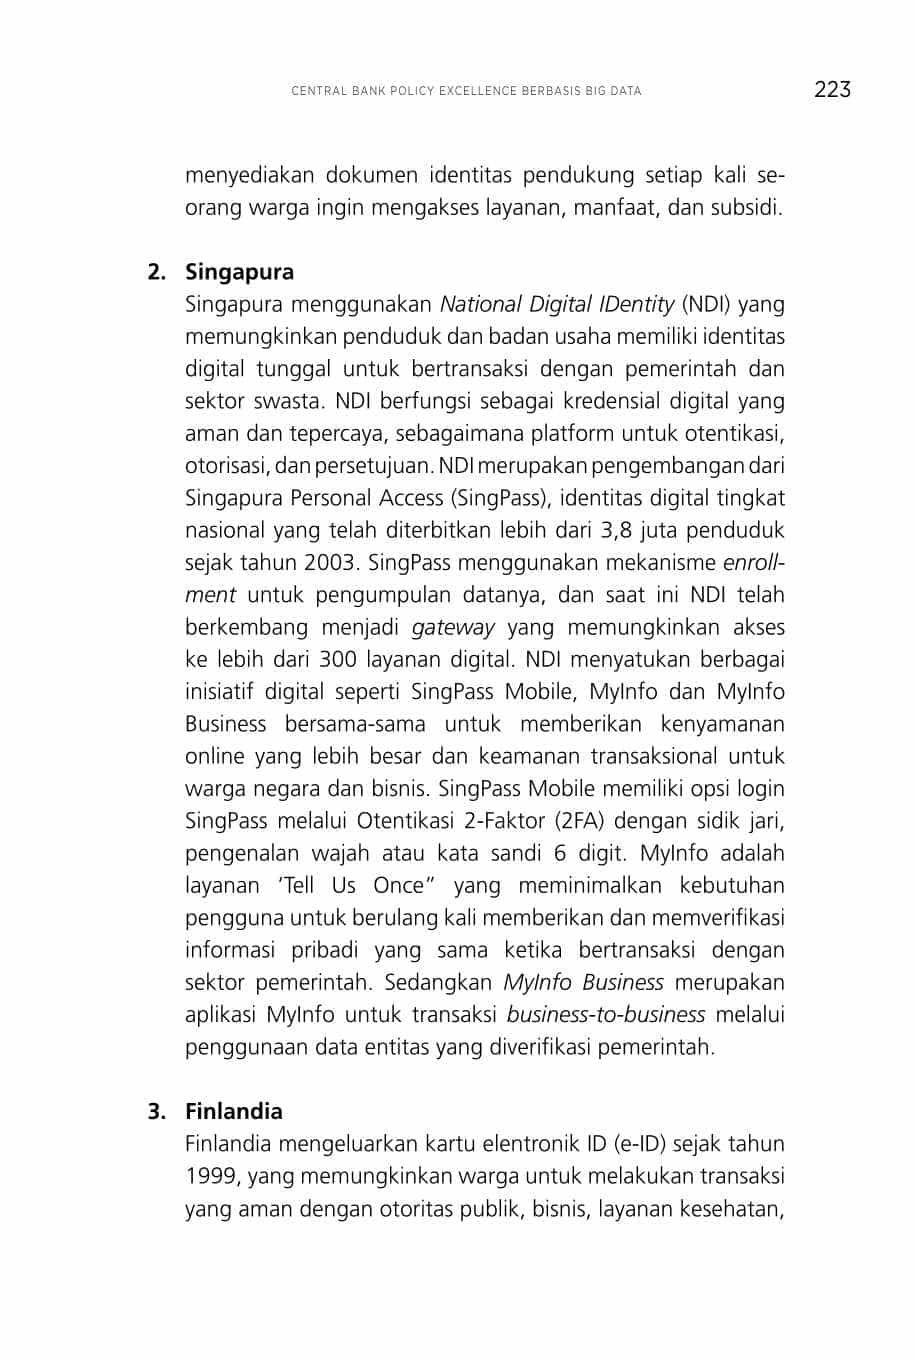 CENTRAL BANK POLICY EXCELLENCE BERBASIS BIG DATA 223
menyediakan dokumen identitas pendukung setiap kali se-
orang warga ingin mengakses layanan, manfaat, dan subsidi.
2. Singapura
Singapura menggunakan National Digital IDentity (NDI) yang
memungkinkan penduduk dan badan usaha memiliki identitas
digital tunggal untuk bertransaksi dengan pemerintah dan
sektor swasta. NDI berfungsi sebagai kredensial digital yang
aman dan tepercaya, sebagaimana platform untuk otentikasi,
otorisasi, dan persetujuan. NDI merupakan pengembangan dari
Singapura Personal Access (SingPass), identitas digital tingkat
nasional yang telah diterbitkan lebih dari 3,8 juta penduduk
sejak tahun 2003. SingPass menggunakan mekanisme enroll-
ment untuk pengumpulan datanya, dan saat ini NDI telah
berkembang menjadi gateway yang memungkinkan akses
ke lebih dari 300 layanan digital. NDI menyatukan berbagai
inisiatif digital seperti SingPass Mobile, MyInfo dan MyInfo
Business bersama-sama untuk memberikan kenyamanan
online yang lebih besar dan keamanan transaksional untuk
warga negara dan bisnis. SingPass Mobile memiliki opsi login
SingPass melalui Otentikasi 2-Faktor (2FA) dengan sidik jari,
pengenalan wajah atau kata sandi 6 digit. MyInfo adalah
layanan ‘Tell Us Once” yang meminimalkan kebutuhan
pengguna untuk berulang kali memberikan dan memverifikasi
informasi pribadi yang sama ketika bertransaksi dengan
sektor pemerintah. Sedangkan MyInfo Business merupakan
aplikasi MyInfo untuk transaksi business-to-business melalui
penggunaan data entitas yang diverifikasi pemerintah.
3. Finlandia
Finlandia mengeluarkan kartu elentronik ID (e-ID) sejak tahun
1999, yang memungkinkan warga untuk melakukan transaksi
yang aman dengan otoritas publik, bisnis, layanan kesehatan,